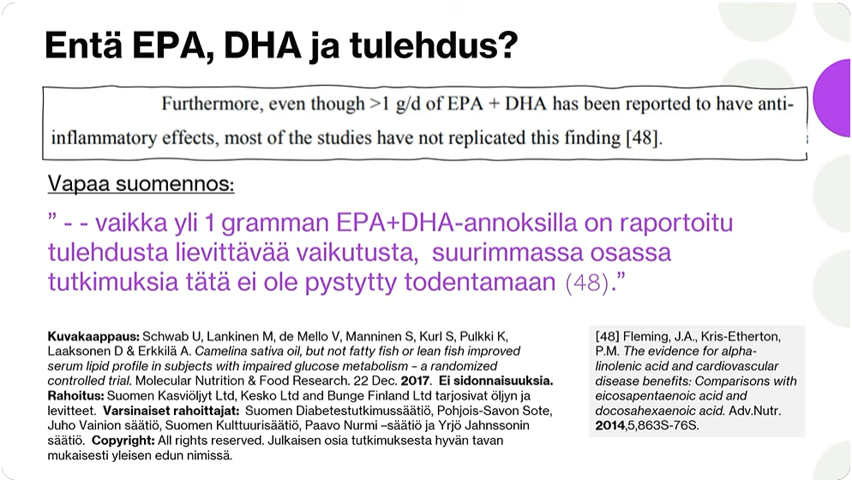 Entä EPA, DHA ja tulehdus?
Furthermore, even though >1 g/d of EPA + DHA has been reported to have anti-
inflammatory effects, most of the studies have not replicated this finding [48].
Vapaa suomennos:
” - - vaikka yli 1 gramman EPA+DHA-annoksilla on raportoitu
tulehdusta lievittävää vaikutusta, suurimmassa osassa
tutkimuksia tätä ei ole pystytty todentamaan (48).”
Kuvakaappaus: Schwab U, Lankinen M, de Mello V, Manninen S, Kurl S, Pulkki K,
Laaksonen D & Erkkilä A. Camelina sativa oil, but not fatty fish or lean fish improved
serum lipid profile in subjects with impaired glucose metabolism – a randomized
controlled trial. Molecular Nutrition & Food Research. 22 Dec. 2017. Ei sidonnaisuuksia.
Rahoitus: Suomen Kasviöljyt Ltd, Kesko Ltd and Bunge Finland Ltd tarjosivat öljyn ja
levitteet. Varsinaiset rahoittajat: Suomen Diabetestutkimussäätiö, Pohjois-Savon Sote,
Juho Vainion säätiö, Suomen Kulttuurisäätiö, Paavo Nurmi –säätiö ja Yrjö Jahnssonin
säätiö. Copyright: All rights reserved. Julkaisen osia tutkimuksesta hyvän tavan
mukaisesti yleisen edun nimissä.
[48] Fleming, J.A., Kris-Etherton,
P.M. The evidence for alpha-
linolenic acid and cardiovascular
disease benefits: Comparisons with
eicosapentaenoic acid and
docosahexaenoic acid. Adv.Nutr.
2014,5,863S-76S.